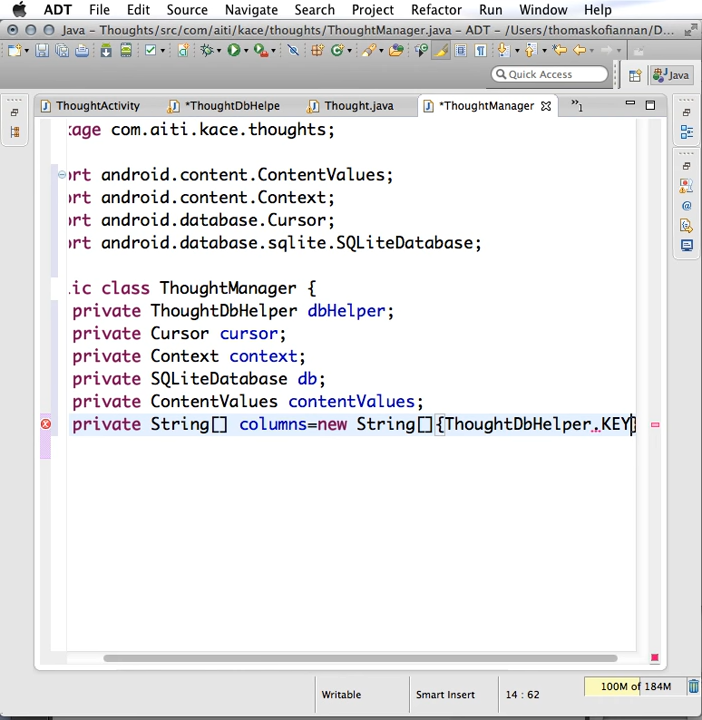 ADT File Edit Source Navigate Search Project Refactor Run Window Help
Java – Thoughts/src/com/aiti/kace/thoughts/ThoughtManager.java – ADT – /Users/thomaskofiannan/D...
Quick Access
Java
ThoughtActivity
*ThoughtDbHelpe
Thought.java
*ThoughtManager
»1
kage com.aiti.kace.thoughts;
ort android.content.ContentValues;
ort android.content.Context;
ort android.database.Cursor;
ort android.database.sqlite.SQLiteDatabase;
lic class ThoughtManager {
private ThoughtDbHelper dbHelper;
private Cursor cursor;
private Context context;
private SQLiteDatabase db;
private ContentValues contentValues;
private String[] columns=new String[]{ThoughtDbHelper.KEY}
Writable
Smart Insert
14 : 62
100M of 184M